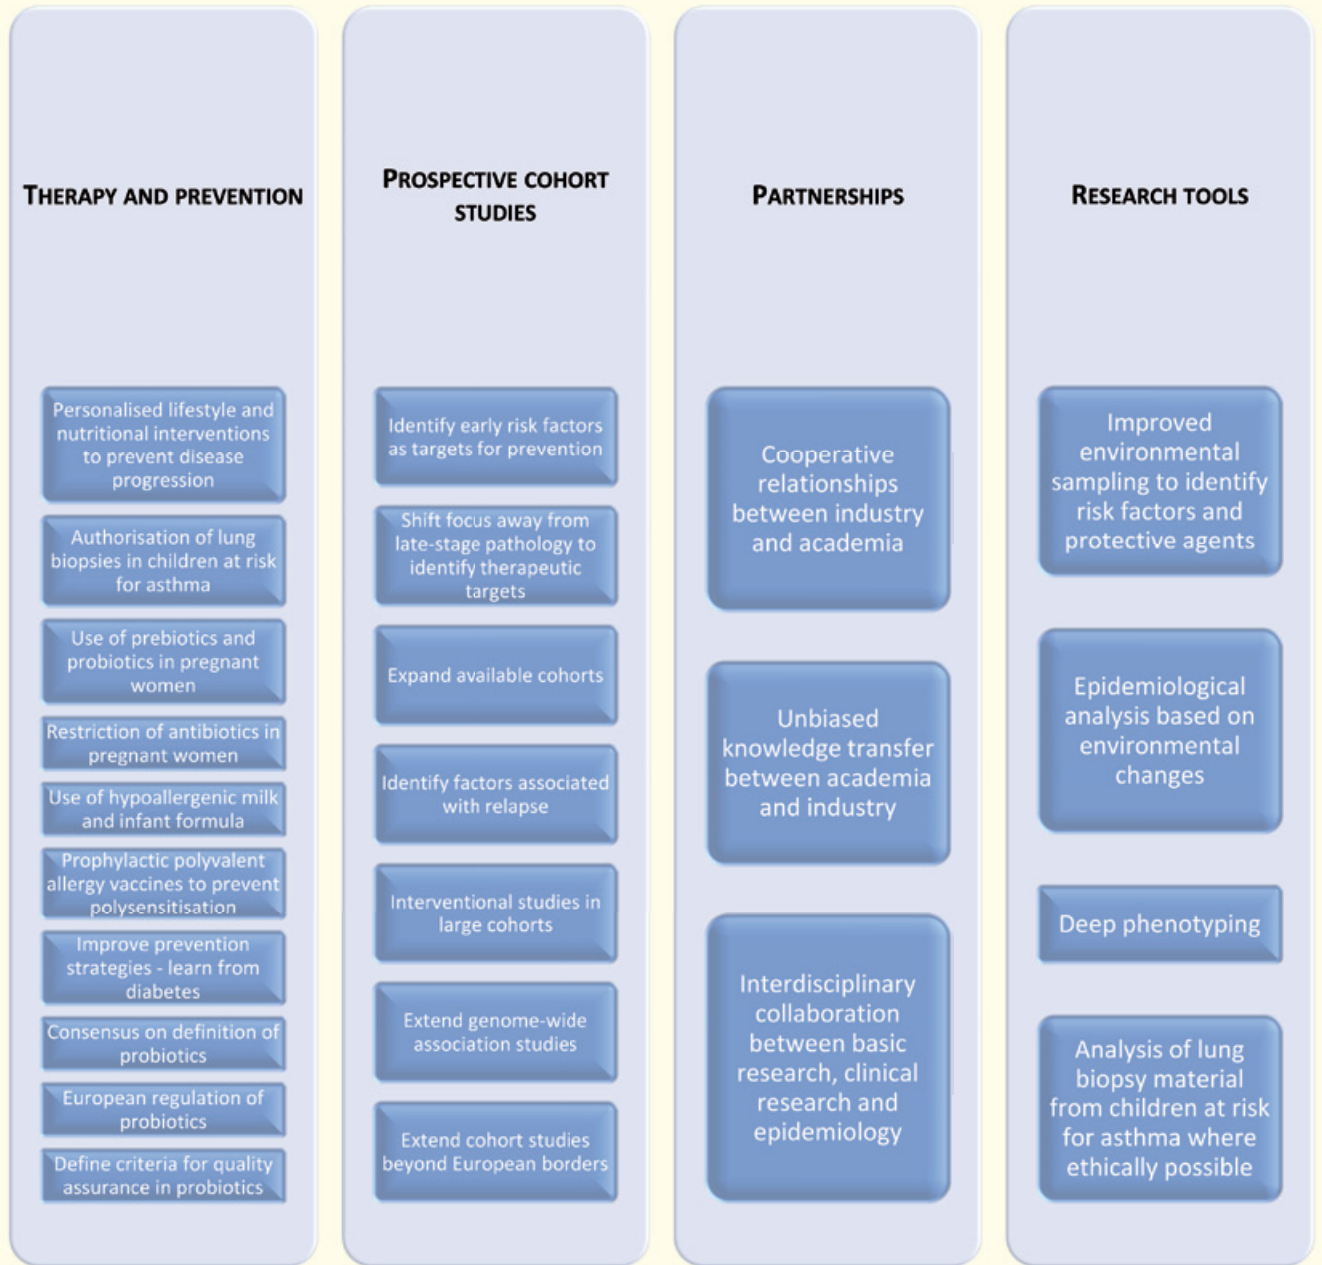 THERAPY AND PREVENTION
Personalised lifestyle and
nutritional interventions
to prevent disease
progression
Authorisation of lung
biopsies in children at risk
for asthma
Use of prebiotics and
probiotics in pregnant
women
Restriction of antibiotics in
pregnant women
Use of hypoallergenic milk
and infant formula
Prophylactic polyvalent
allergy vaccines to prevent
polysensitisation
Improve prevention
strategies - learn from
diabetes
Consensus on definition of
probiotics
European regulation of
probiotics
Define criteria for quality
assurance in probiotics
PROSPECTIVE COHORT
STUDIES
Identify early risk factors
as targets for prevention
Shift focus away from
late-stage pathology to
identify therapeutic
targets
Expand available cohorts
Identify factors associated
with relapse
Interventional studies in
large cohorts
Extend genome-wide
association studies
Extend cohort studies
beyond European borders
PARTNERSHIPS
Cooperative
relationships
between industry
and academia
Unbiased
knowledge transfer
between academia
and industry
Interdisciplinary
collaboration
between basic
research, clinical
research and
epidemiology
RESEARCH TOOLS
Improved
environmental
sampling to identify
risk factors and
protective agents
Epidemiological
analysis based on
environmental
changes
Deep phenotyping
Analysis of lung
biopsy material
from children at risk
for asthma where
ethically possible